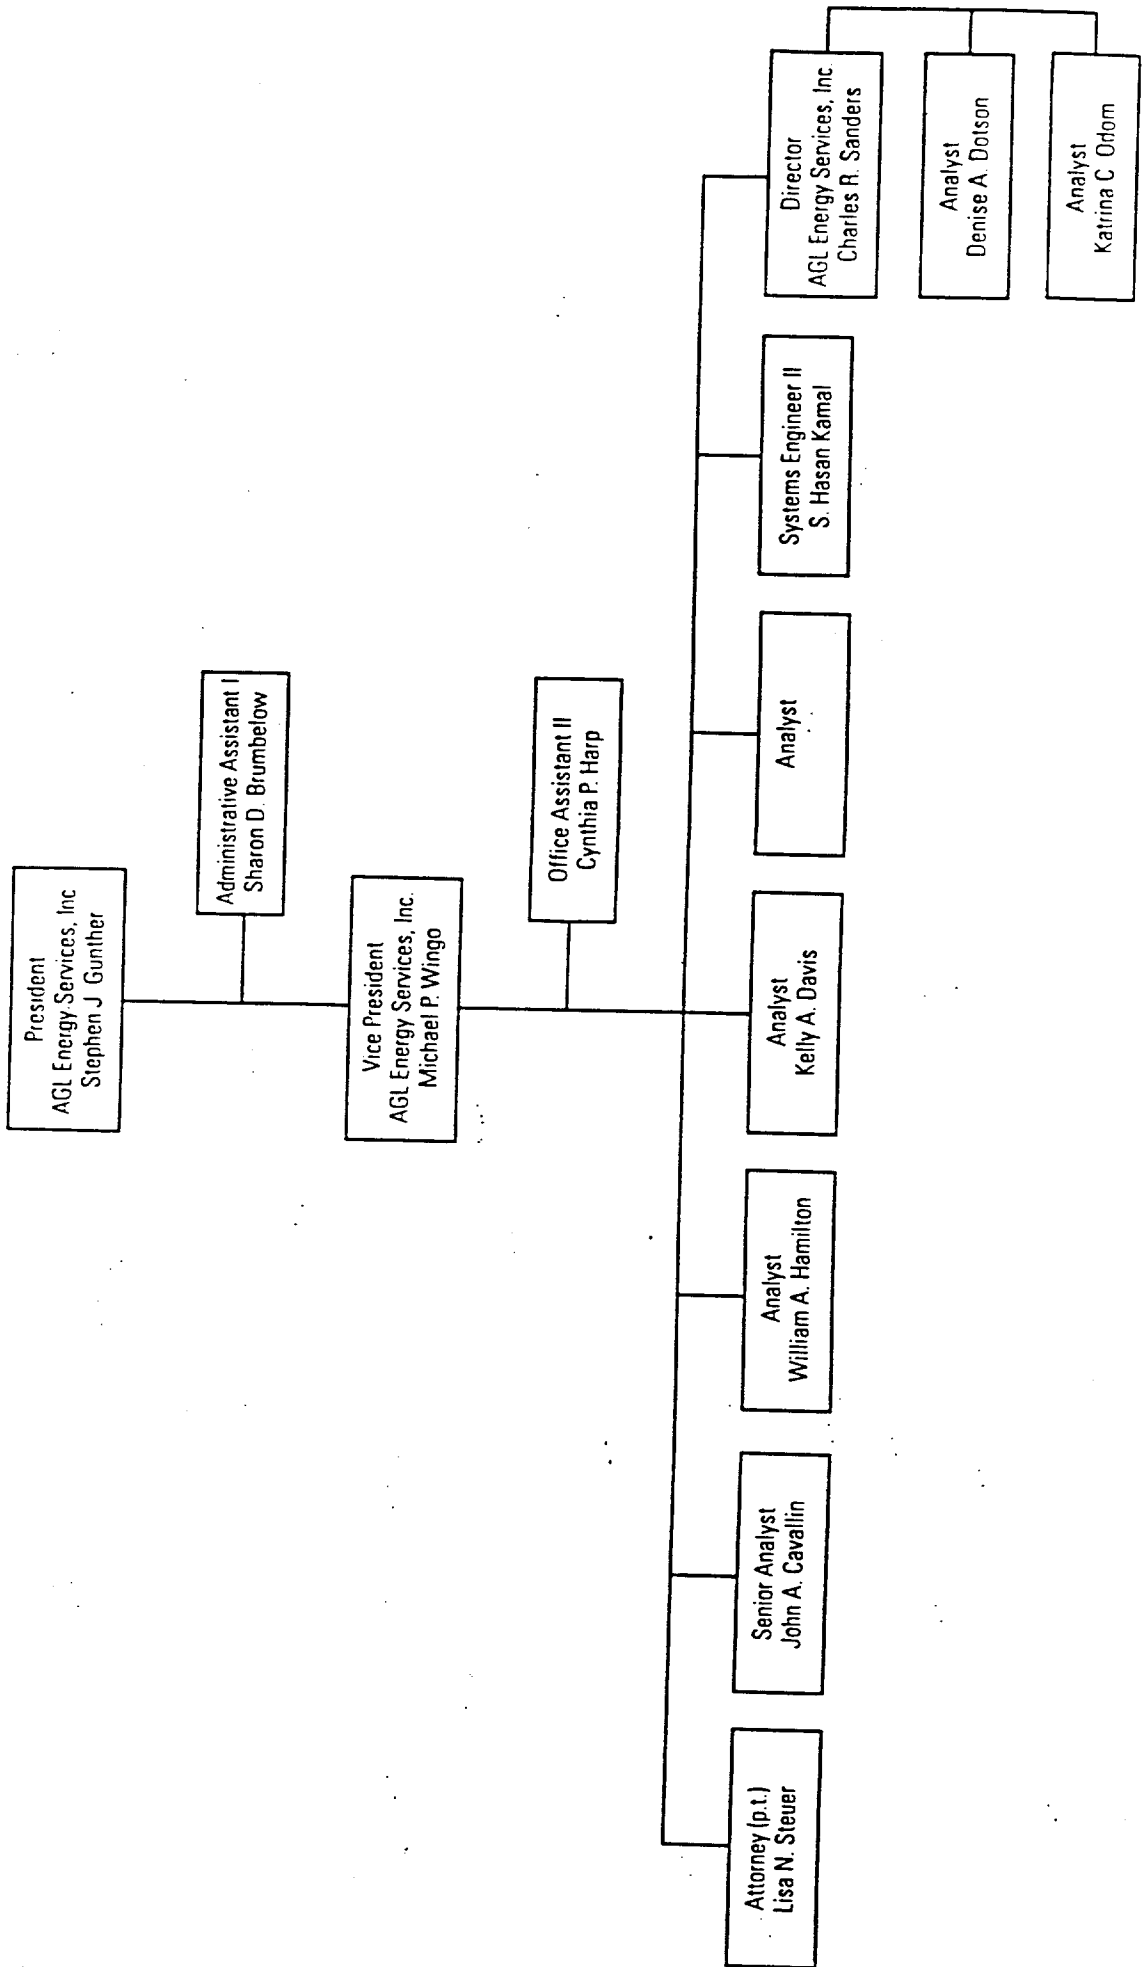 President
AGL Energy Services, Inc
Stephen J Gunther
Administrative Assistant I
Sharon D. Brumbelow
Vice President
AGL Energy Services, Inc.
Michael P. Wingo
Office Assistant II
Cynthia P. Harp
Attorney (p.t.)
Lisa N. Steuer
Senior Analyst
John A. Cavallin
Analyst
William A. Hamilton
Analyst
Kelly A. Davis
Analyst
Systems Engineer II
S. Hasan Kamal
Director
AGL Energy Services, Inc.
Charles R. Sanders
Analyst
Denise A. Dotson
Analyst
Katrina C Odom